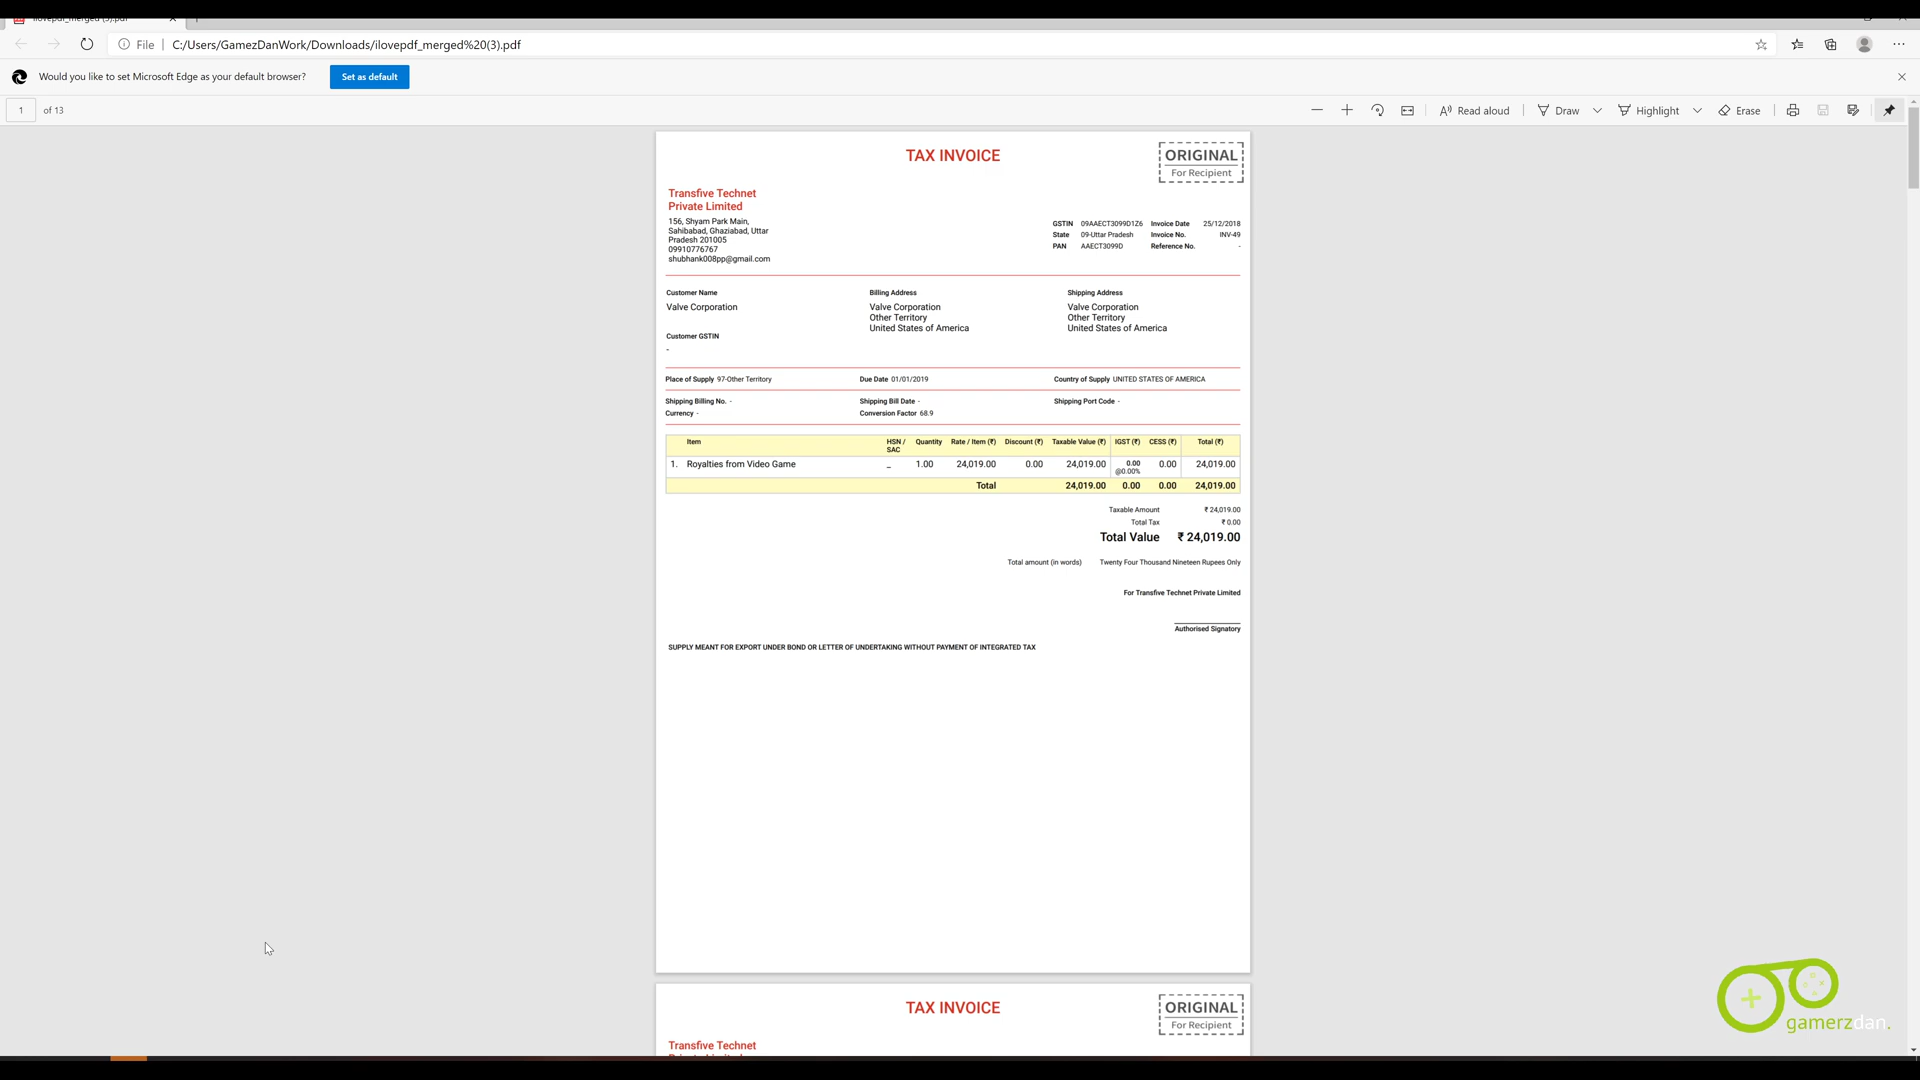 ilovepdf_merged (3).pdf
File | C:/Users/GamezDanWork/Downloads/ilovepdf_merged%20(3).pdf
Would you like to set Microsoft Edge as your default browser? Set as default
1 of 13 Read aloud Draw Highlight Erase
TAX INVOICE
ORIGINAL
For Recipient
Transfive Technet
Private Limited
156, Shyam Park Main,
Sahibabad, Ghaziabad, Uttar
Pradesh 201005
09910776767
shubhank008pp@gmail.com
GSTIN 09AAECT3099D1Z6 Invoice Date 25/12/2018
State 09-Uttar Pradesh Invoice No. INV-49
PAN AAECT3099D Reference No. -
Customer Name Billing Address Shipping Address
Valve Corporation Valve Corporation Valve Corporation
Other Territory Other Territory
United States of America United States of America
Customer GSTIN
-
Place of Supply 97-Other Territory Due Date 01/01/2019 Country of Supply UNITED STATES OF AMERICA
Shipping Billing No. - Shipping Bill Date - Shipping Port Code -
Currency - Conversion Factor 68.9
Item HSN / SAC Quantity Rate / Item (₹) Discount (₹) Taxable Value (₹) IGST (₹) CESS (₹) Total (₹)
1. Royalties from Video Game _ 1.00 24,019.00 0.00 24,019.00 0.00 @0.00% 0.00 24,019.00
Total 24,019.00 0.00 0.00 24,019.00
Taxable Amount ₹ 24,019.00
Total Tax ₹ 0.00
Total Value ₹ 24,019.00
Total amount (in words) Twenty Four Thousand Nineteen Rupees Only
For Transfive Technet Private Limited
Authorised Signatory
SUPPLY MEANT FOR EXPORT UNDER BOND OR LETTER OF UNDERTAKING WITHOUT PAYMENT OF INTEGRATED TAX
TAX INVOICE
ORIGINAL
For Recipient
Transfive Technet
gamerzdan.